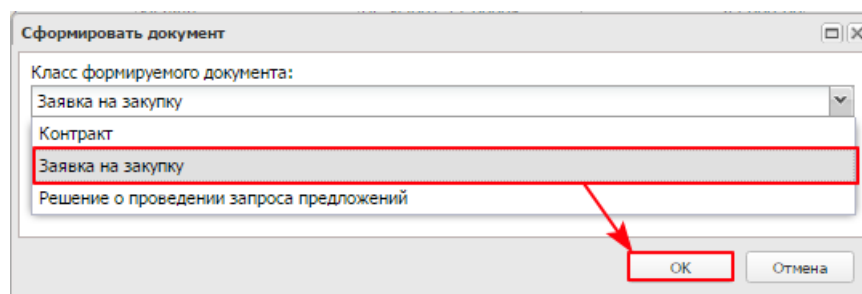 Сформировать документ
Класс формируемого документа:
Заявка на закупку
Контракт
Заявка на закупку
Решение о проведении запроса предложений
ОК
Отмена